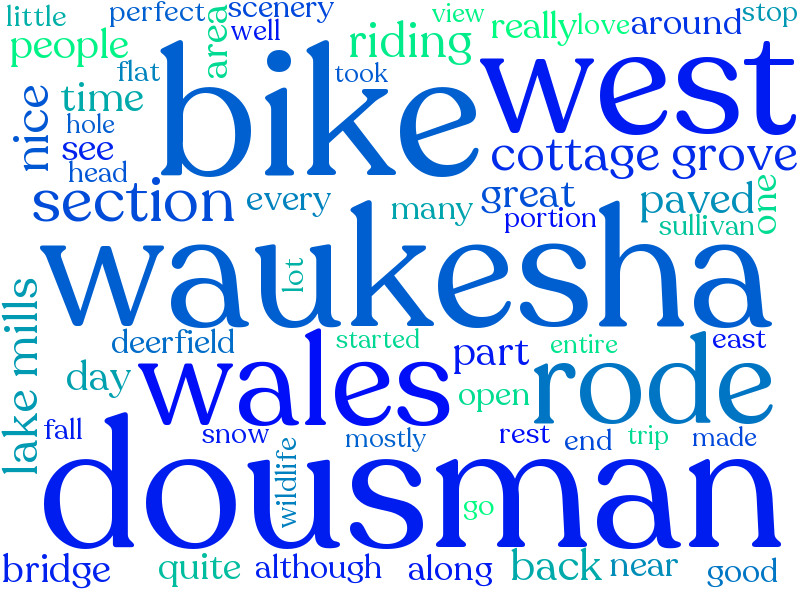 little
perfect
scenery
view
stop
people
area
well
riding
really
love
around
flat
bike
took
west
nice
time
hole
see
cottage grove
head
section
every
many
great
paved
one
portion
sullivan
waukesha
lot
lake mills
deerfield
started
part
entire
east
day
wales
open
rode
fall
snow
wildlife
mostly
rest
end
trip
made
dousman
go
bridge
quite
although
along
back
near
good